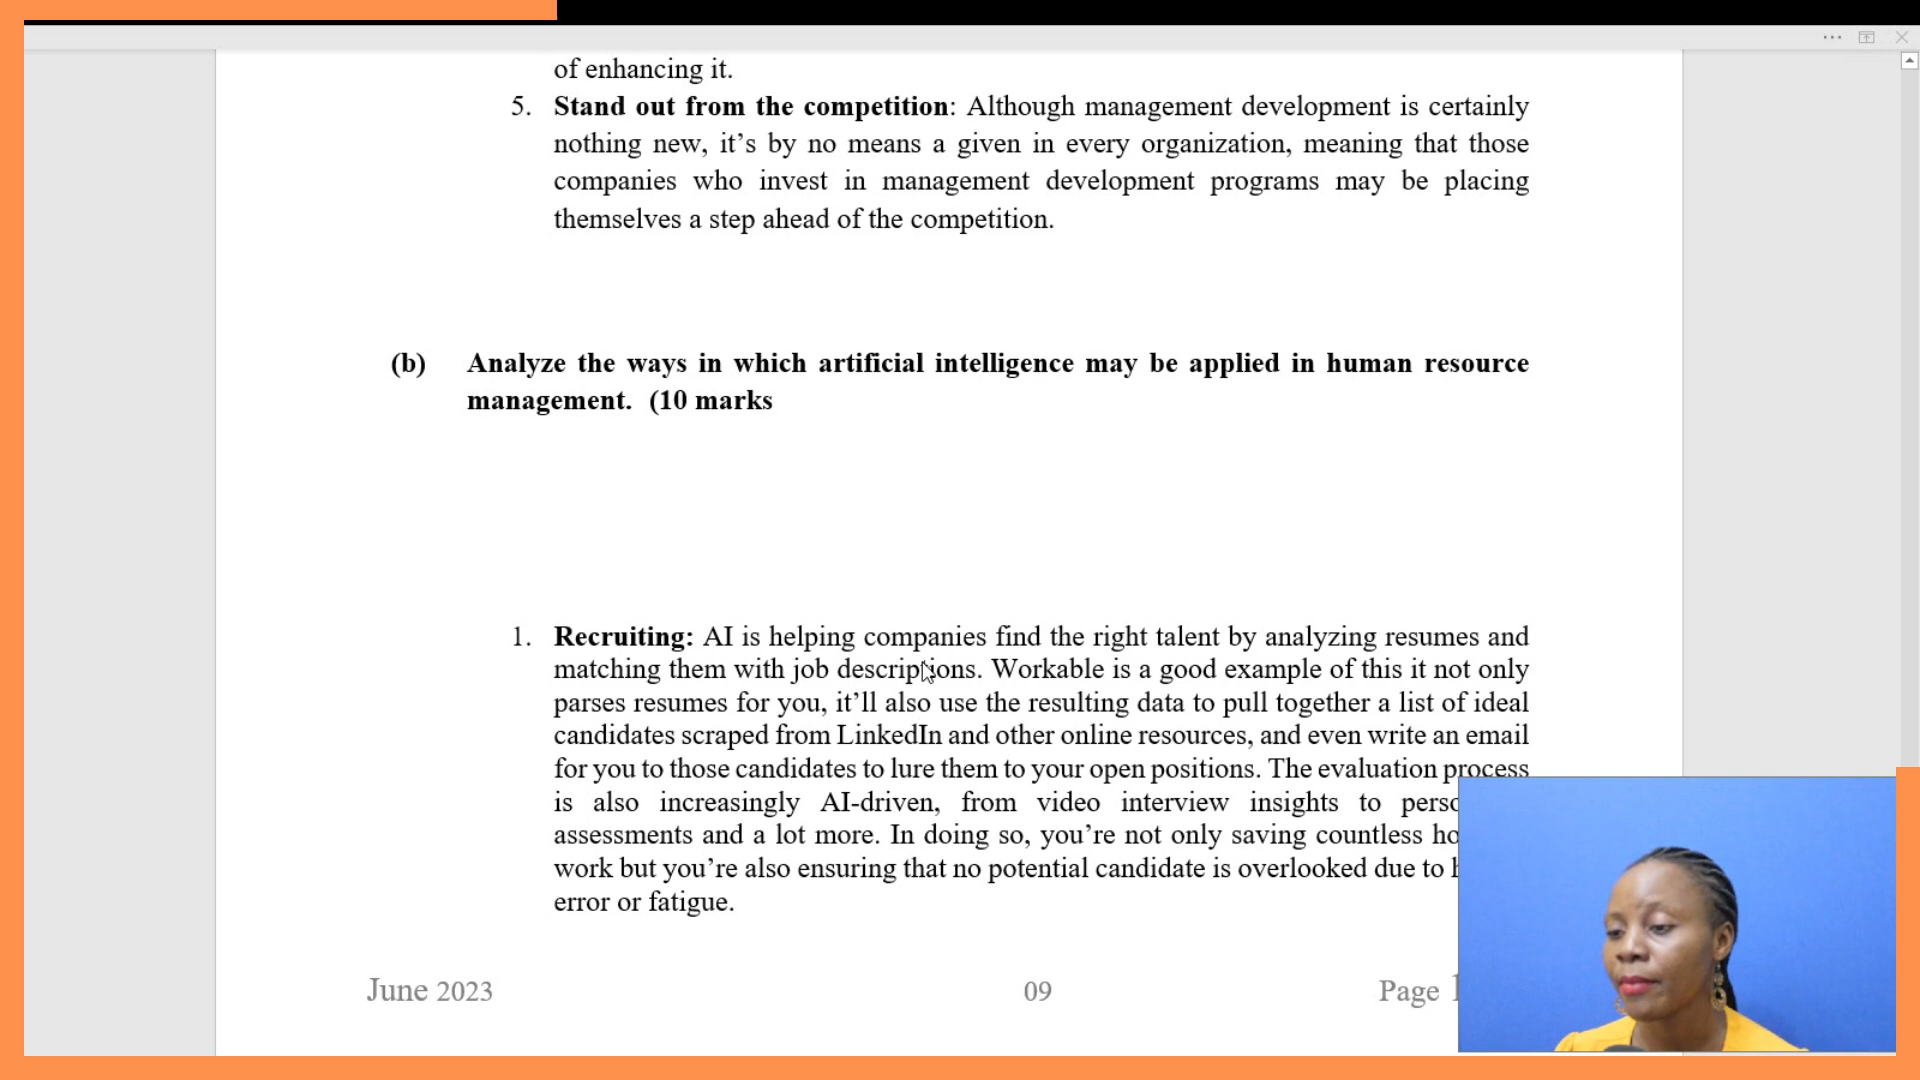 of enhancing it.
5. Stand out from the competition: Although management development is certainly
nothing new, it’s by no means a given in every organization, meaning that those
companies who invest in management development programs may be placing
themselves a step ahead of the competition.
(b) Analyze the ways in which artificial intelligence may be applied in human resource
management. (10 marks
1. Recruiting: AI is helping companies find the right talent by analyzing resumes and
matching them with job descriptions. Workable is a good example of this it not only
parses resumes for you, it’ll also use the resulting data to pull together a list of ideal
candidates scraped from LinkedIn and other online resources, and even write an email
for you to those candidates to lure them to your open positions. The evaluation process
is also increasingly AI-driven, from video interview insights to
assessments and a lot more. In doing so, you’re not only saving countless
work but you’re also ensuring that no potential candidate is overlooked due to
error or fatigue.
June 2023 09 Page